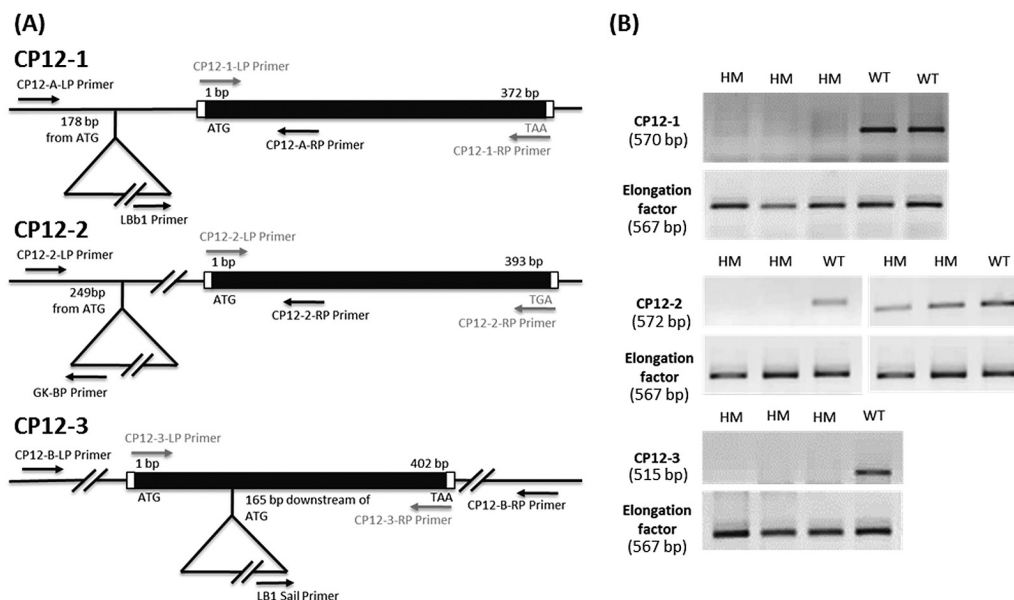 (A)
CP12-1
CP12-A-LP Primer
CP12-1-LP Primer
1 bp
372 bp
178 bp
from ATG
ATG
TAA
CP12-A-RP Primer
CP12-1-RP Primer
LBb1 Primer
CP12-2
CP12-2-LP Primer
CP12-2-LP Primer
1 bp
393 bp
249bp
from ATG
ATG
TGA
CP12-2-RP Primer
CP12-2-RP Primer
GK-BP Primer
CP12-3
CP12-B-LP Primer
CP12-3-LP Primer
1 bp
402 bp
ATG
165 bp downstream of
ATG
TAA
CP12-3-RP Primer
CP12-B-RP Primer
LB1 Sail Primer
(B)
HM HM HM WT WT
CP12-1
(570 bp)
Elongation
factor
(567 bp)
HM HM WT HM HM WT
CP12-2
(572 bp)
Elongation
factor
(567 bp)
HM HM HM WT
CP12-3
(515 bp)
Elongation
factor
(567 bp)